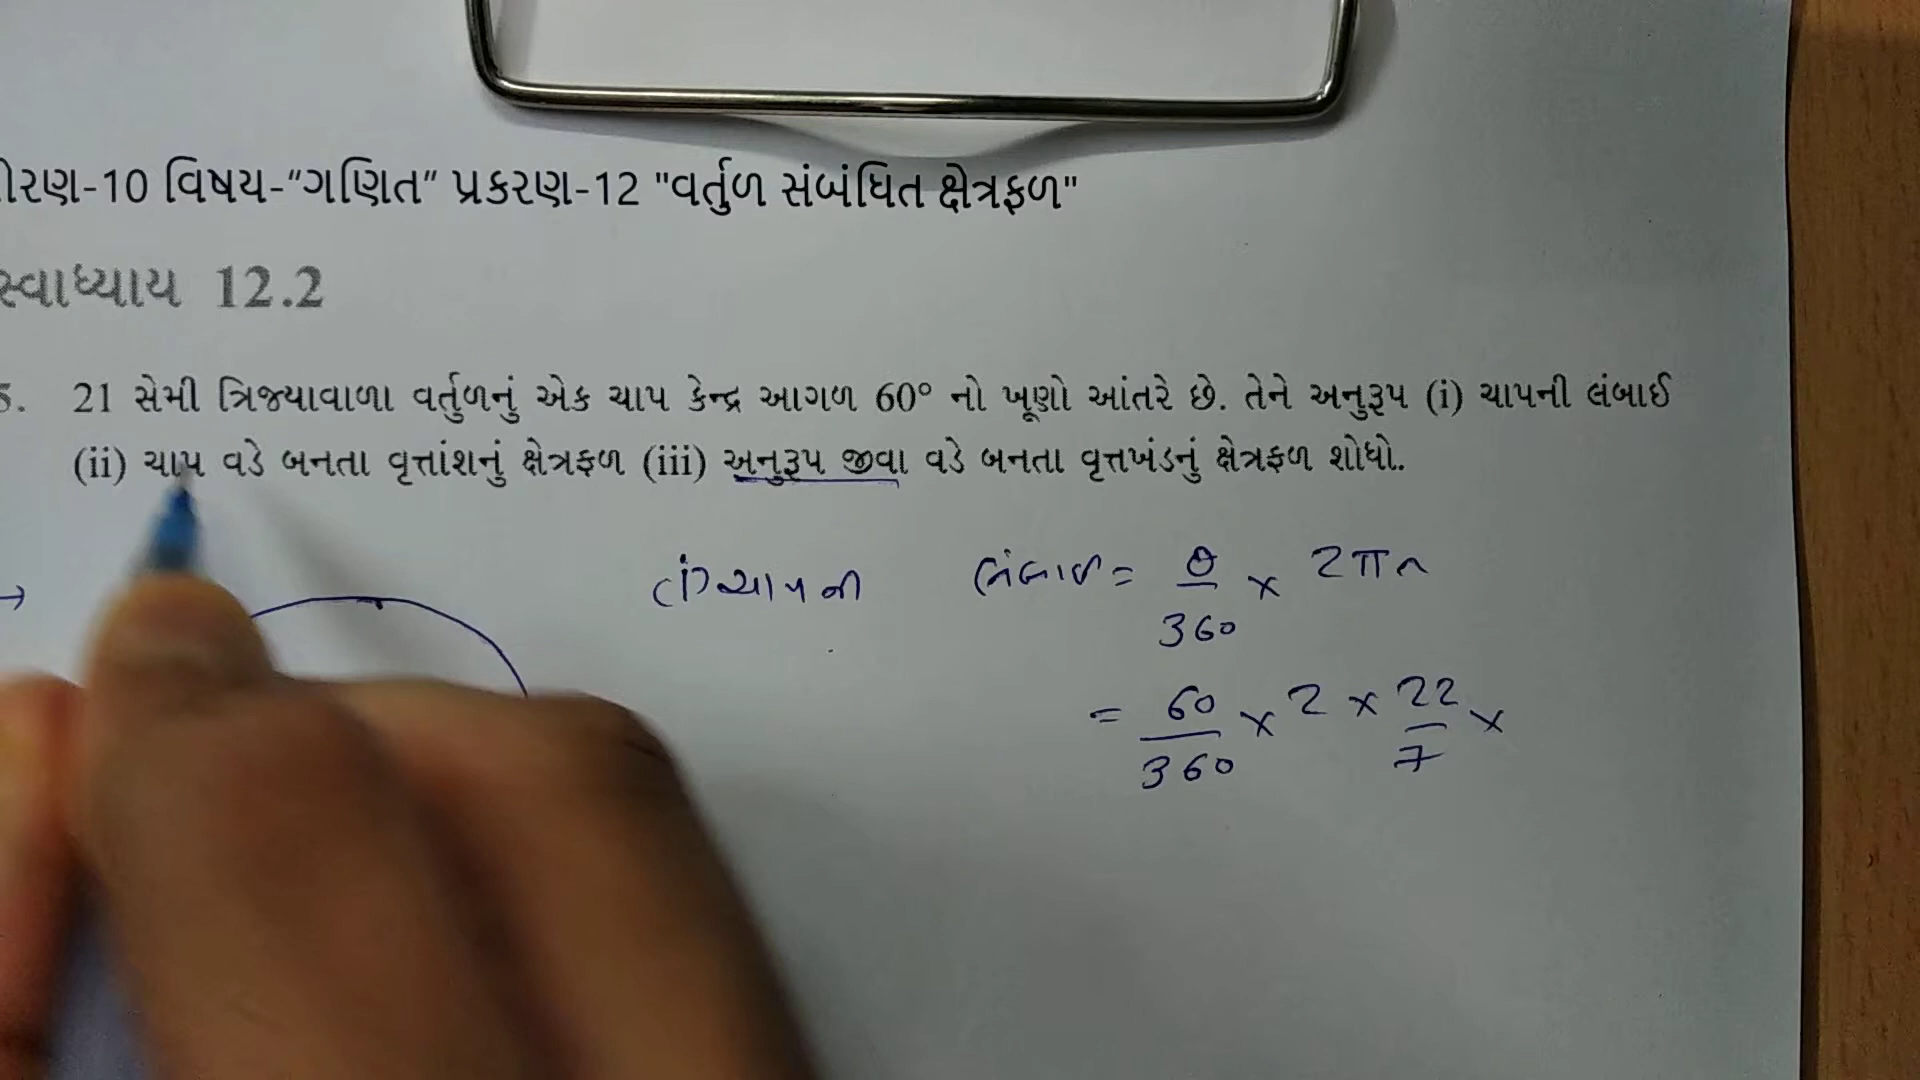 ોરણ-10 વિષય-"ગણિત" પ્રકરણ-12 "વર્તુળ સંબંધિત ક્ષેત્રફળ"
સ્વાધ્યાય 12.2
5. 21 સેમી ત્રિજ્યાવાળા વર્તુળનું એક ચાપ કેન્દ્ર આગળ 60° નો ખૂણો આંતરે છે. તેને અનુરૂપ (i) ચાપની લંબાઈ
(ii) ચાપ વડે બનતા વૃત્તાંશનું ક્ષેત્રફળ (iii) અનુરૂપ જીવા વડે બનતા વૃત્તખંડનું ક્ષેત્રફળ શોધો.
→ (i) ચાપની લંબાઈ = θ/360 × 2πr
= 60/360 × 2 × 22/7 ×